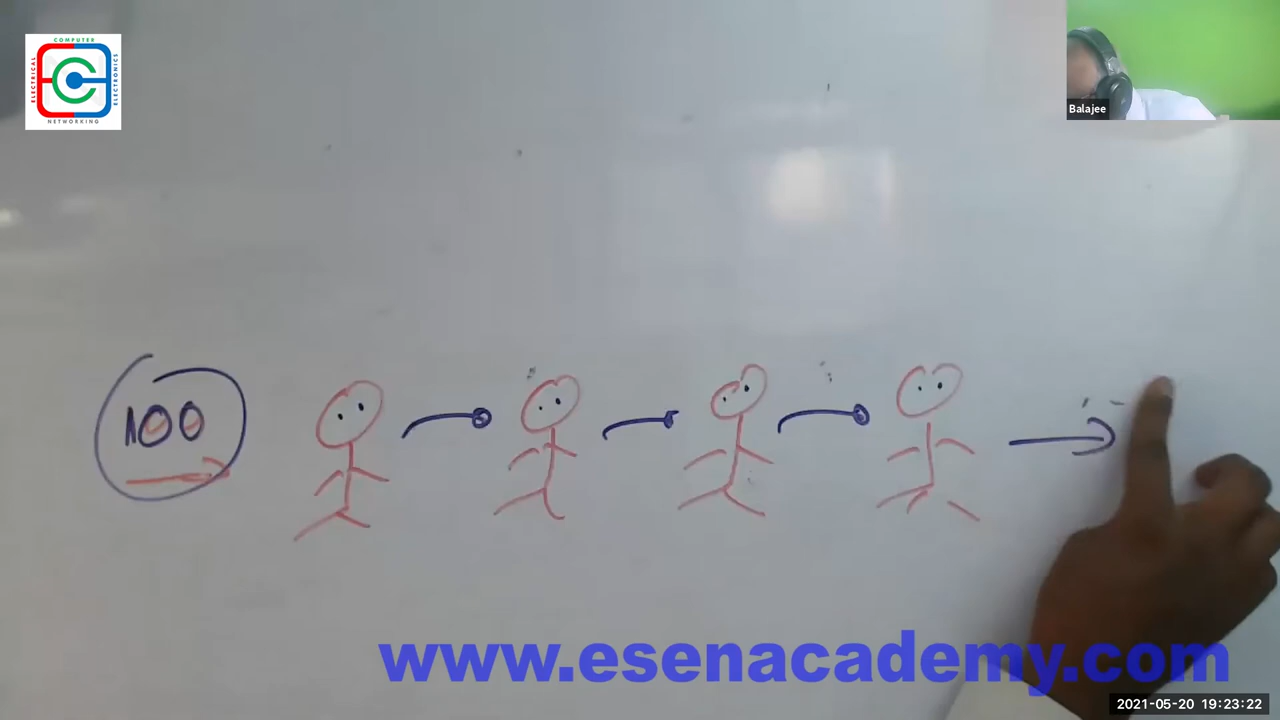 COMPUTER
ELECTRICAL
ELECTRONICS
NETWORKING
Balajee
100
www.esenacademy.com
2021-05-20 19:23:22